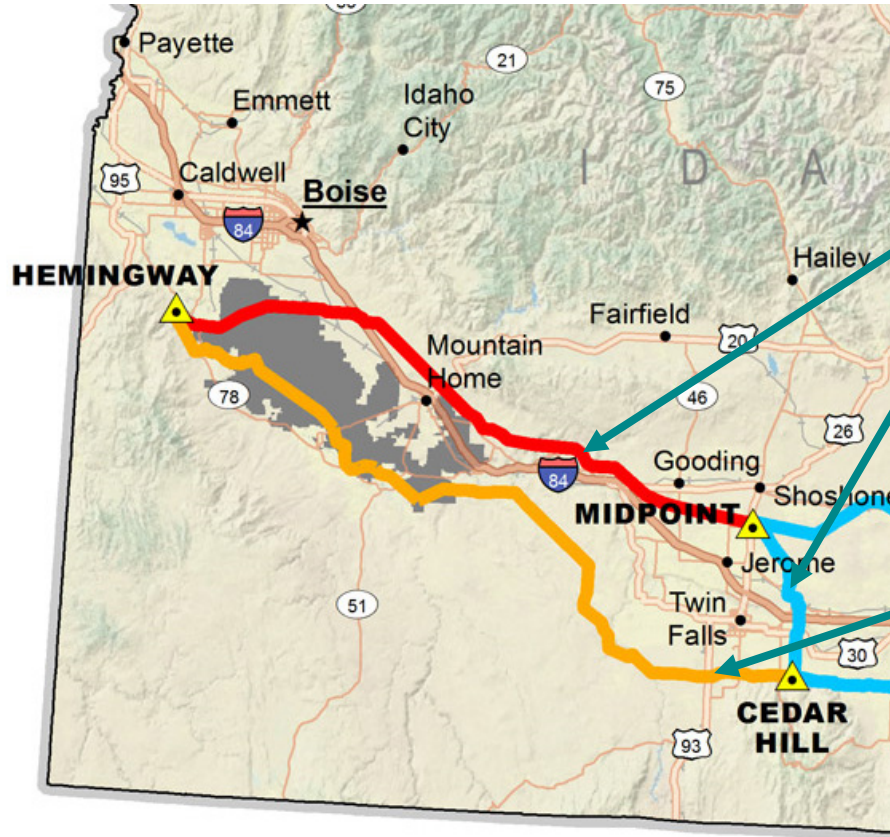 55
Payette
21
75
Emmett
Idaho
City
I D A
95
Caldwell
Boise
84
Hailey
HEMINGWAY
Fairfield
20
Mountain
Home
78
46
26
Gooding
84
Shoshone
MIDPOINT
Jerome
51
Twin
Falls
30
CEDAR
HILL
93